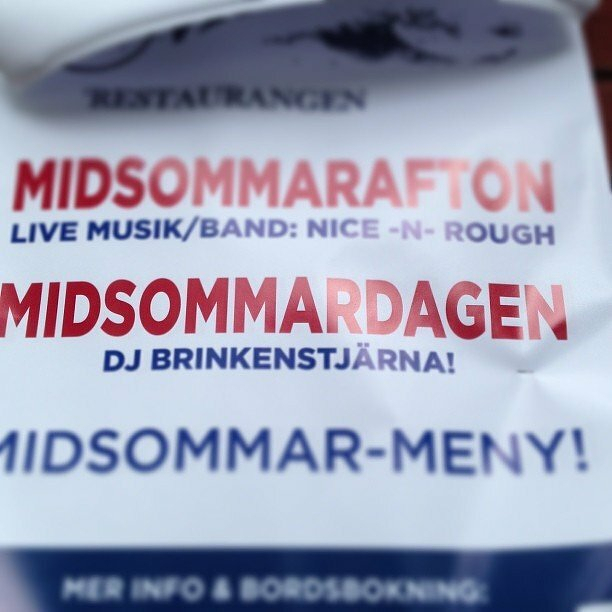 RESTAURANGEN
MIDSOMMARAFTON
LIVE MUSIK/BAND: NICE -N- ROUGH
MIDSOMMARDAGEN
DJ BRINKENSTJÄRNA!
MIDSOMMAR-MENY!
MER INFO & BORDSBOKNING: